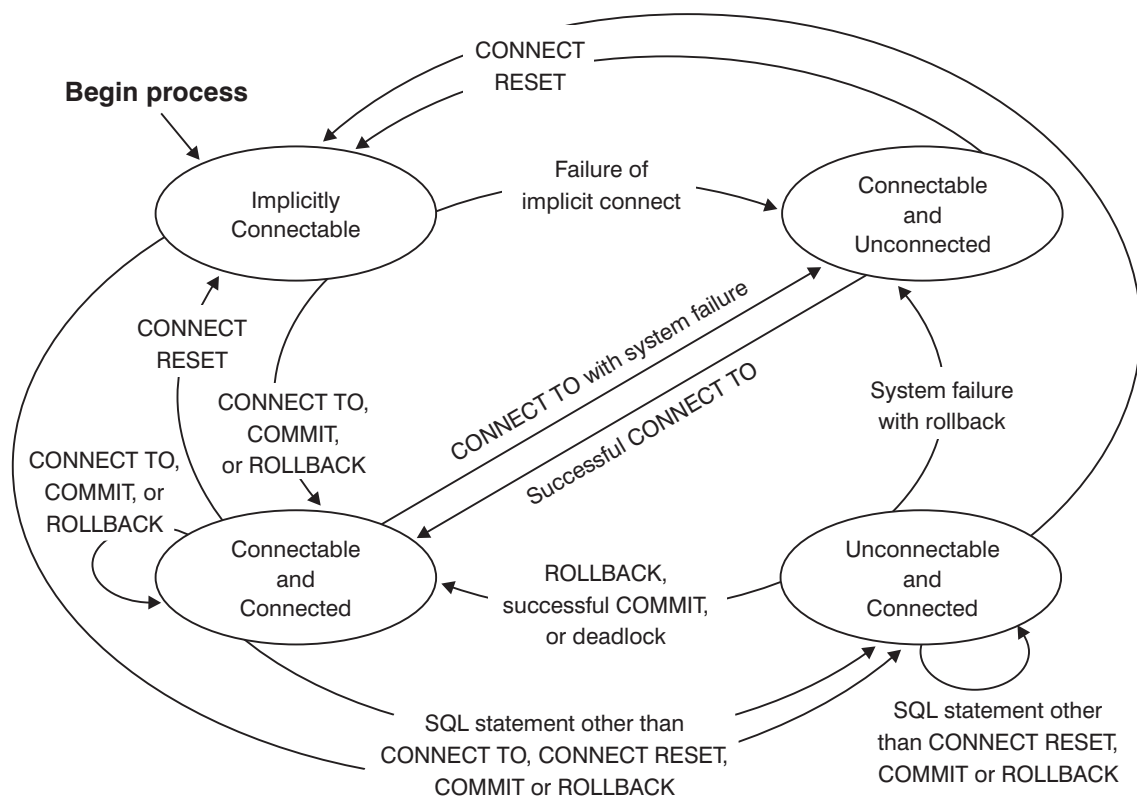 CONNECT
RESET
Begin process
Implicitly
Connectable
Failure of
implicit connect
Connectable
and
Unconnected
CONNECT
RESET
CONNECT TO,
COMMIT,
or ROLLBACK
CONNECT TO with system failure
Successful CONNECT TO
System failure
with rollback
CONNECT TO,
COMMIT, or
ROLLBACK
Connectable
and
Connected
ROLLBACK,
successful COMMIT,
or deadlock
Unconnectable
and
Connected
SQL statement other than
CONNECT TO, CONNECT RESET,
COMMIT or ROLLBACK
SQL statement other
than CONNECT RESET,
COMMIT or ROLLBACK